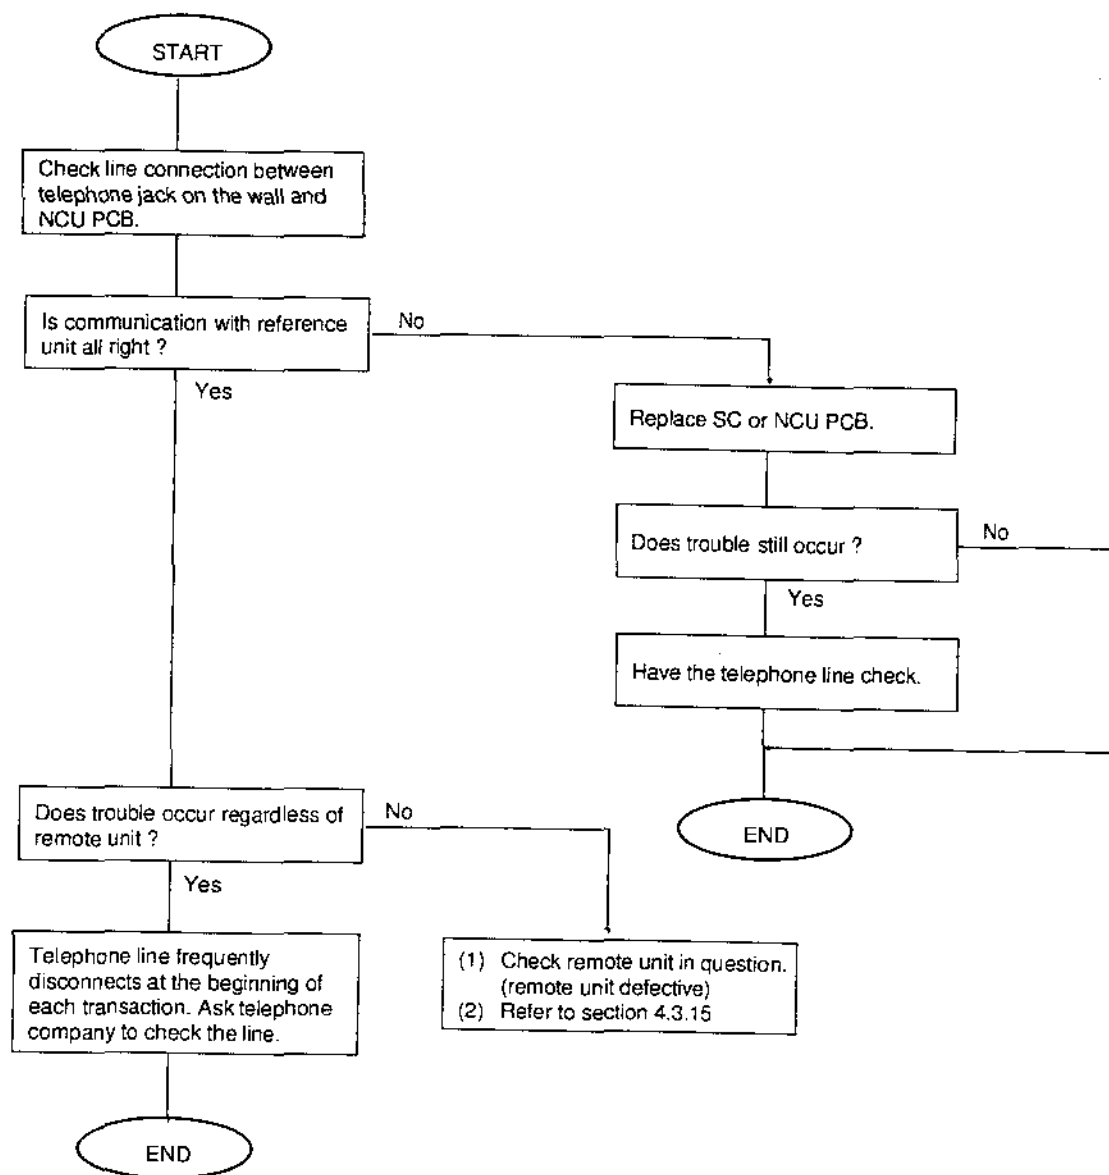 START
Check line connection between
telephone jack on the wall and
NCU PCB.
Is communication with reference
unit all right ?
No
Yes
Replace SC or NCU PCB.
Does trouble still occur ?
No
Yes
Have the telephone line check.
END
Does trouble occur regardless of
remote unit ?
No
Yes
Telephone line frequently
disconnects at the beginning of
each transaction. Ask telephone
company to check the line.
(1) Check remote unit in question.
(remote unit defective)
(2) Refer to section 4.3.15
END